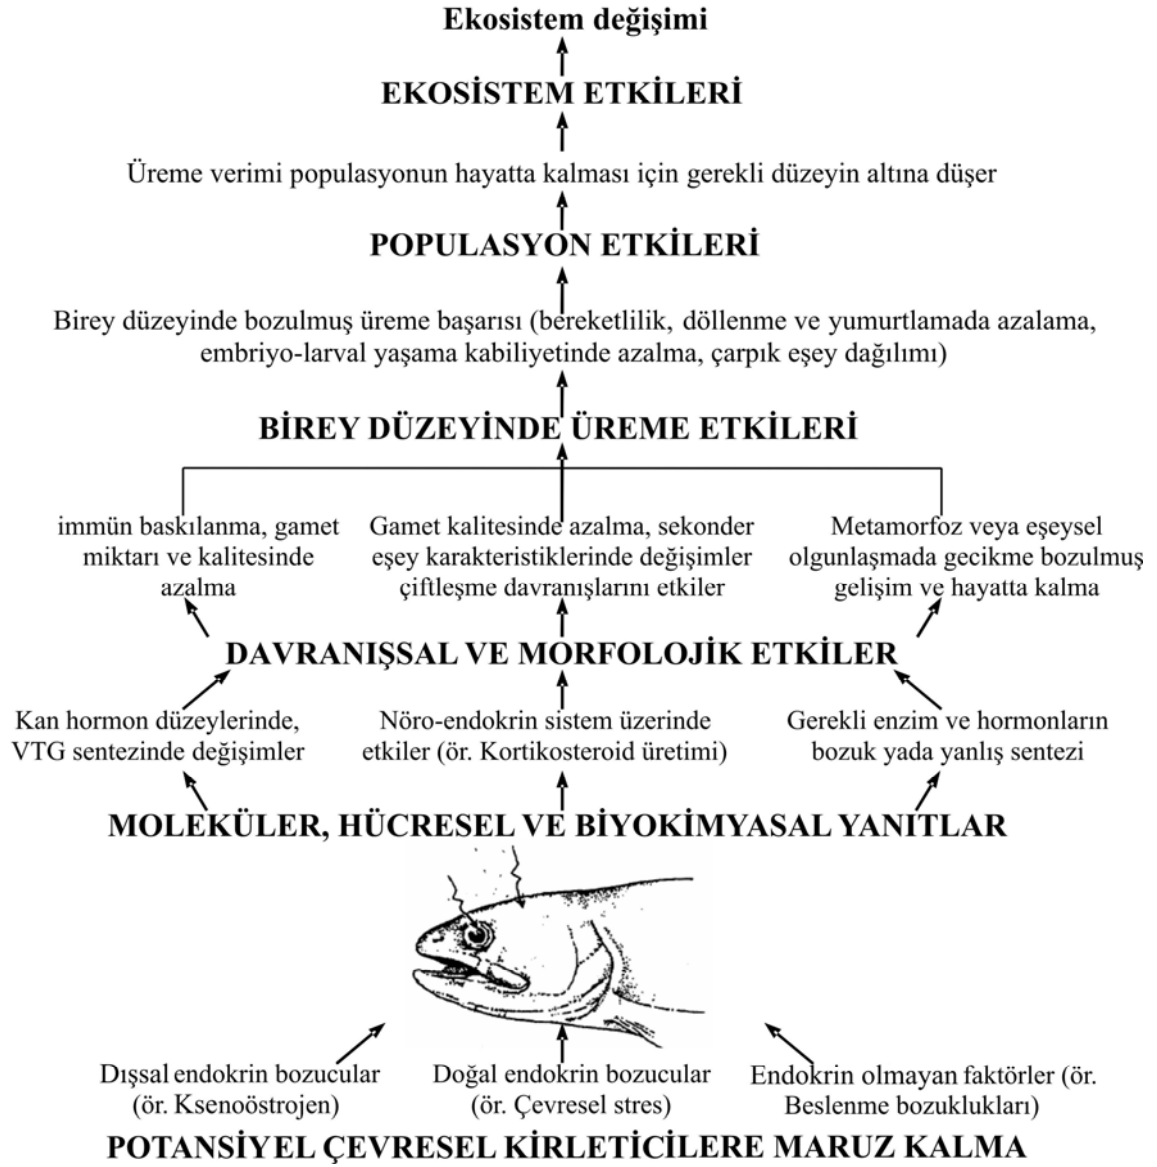 Ekosistem değişimi
EKOSİSTEM ETKİLERİ
Üreme verimi populasyonun hayatta kalması için gerekli düzeyin altına düşer
POPULASYON ETKİLERİ
Birey düzeyinde bozulmuş üreme başarısı (bereketlilik, döllenme ve yumurtlamada azalama,
embriyo-larval yaşama kabiliyetinde azalma, çarpık eşey dağılımı)
BİREY DÜZEYİNDE ÜREME ETKİLERİ
immün baskılanma, gamet
miktarı ve kalitesinde
azalma
Gamet kalitesinde azalma, sekonder
eşey karakteristiklerinde değişimler
çiftleşme davranışlarını etkiler
Metamorfoz veya eşeysel
olgunlaşmada gecikme bozulmuş
gelişim ve hayatta kalma
DAVRANIŞSAL VE MORFOLOJİK ETKİLER
Kan hormon düzeylerinde,
VTG sentezinde değişimler
Nöro-endokrin sistem üzerinde
etkiler (ör. Kortikosteroid üretimi)
Gerekli enzim ve hormonların
bozuk yada yanlış sentezi
MOLEKÜLER, HÜCRESEL VE BİYOKİMYASAL YANITLAR
Dışsal endokrin bozucular
(ör. Ksenoöstrojen)
Doğal endokrin bozucular
(ör. Çevresel stres)
Endokrin olmayan faktörler (ör.
Beslenme bozuklukları)
POTANSİYEL ÇEVRESEL KİRLETİCİLERE MARUZ KALMA